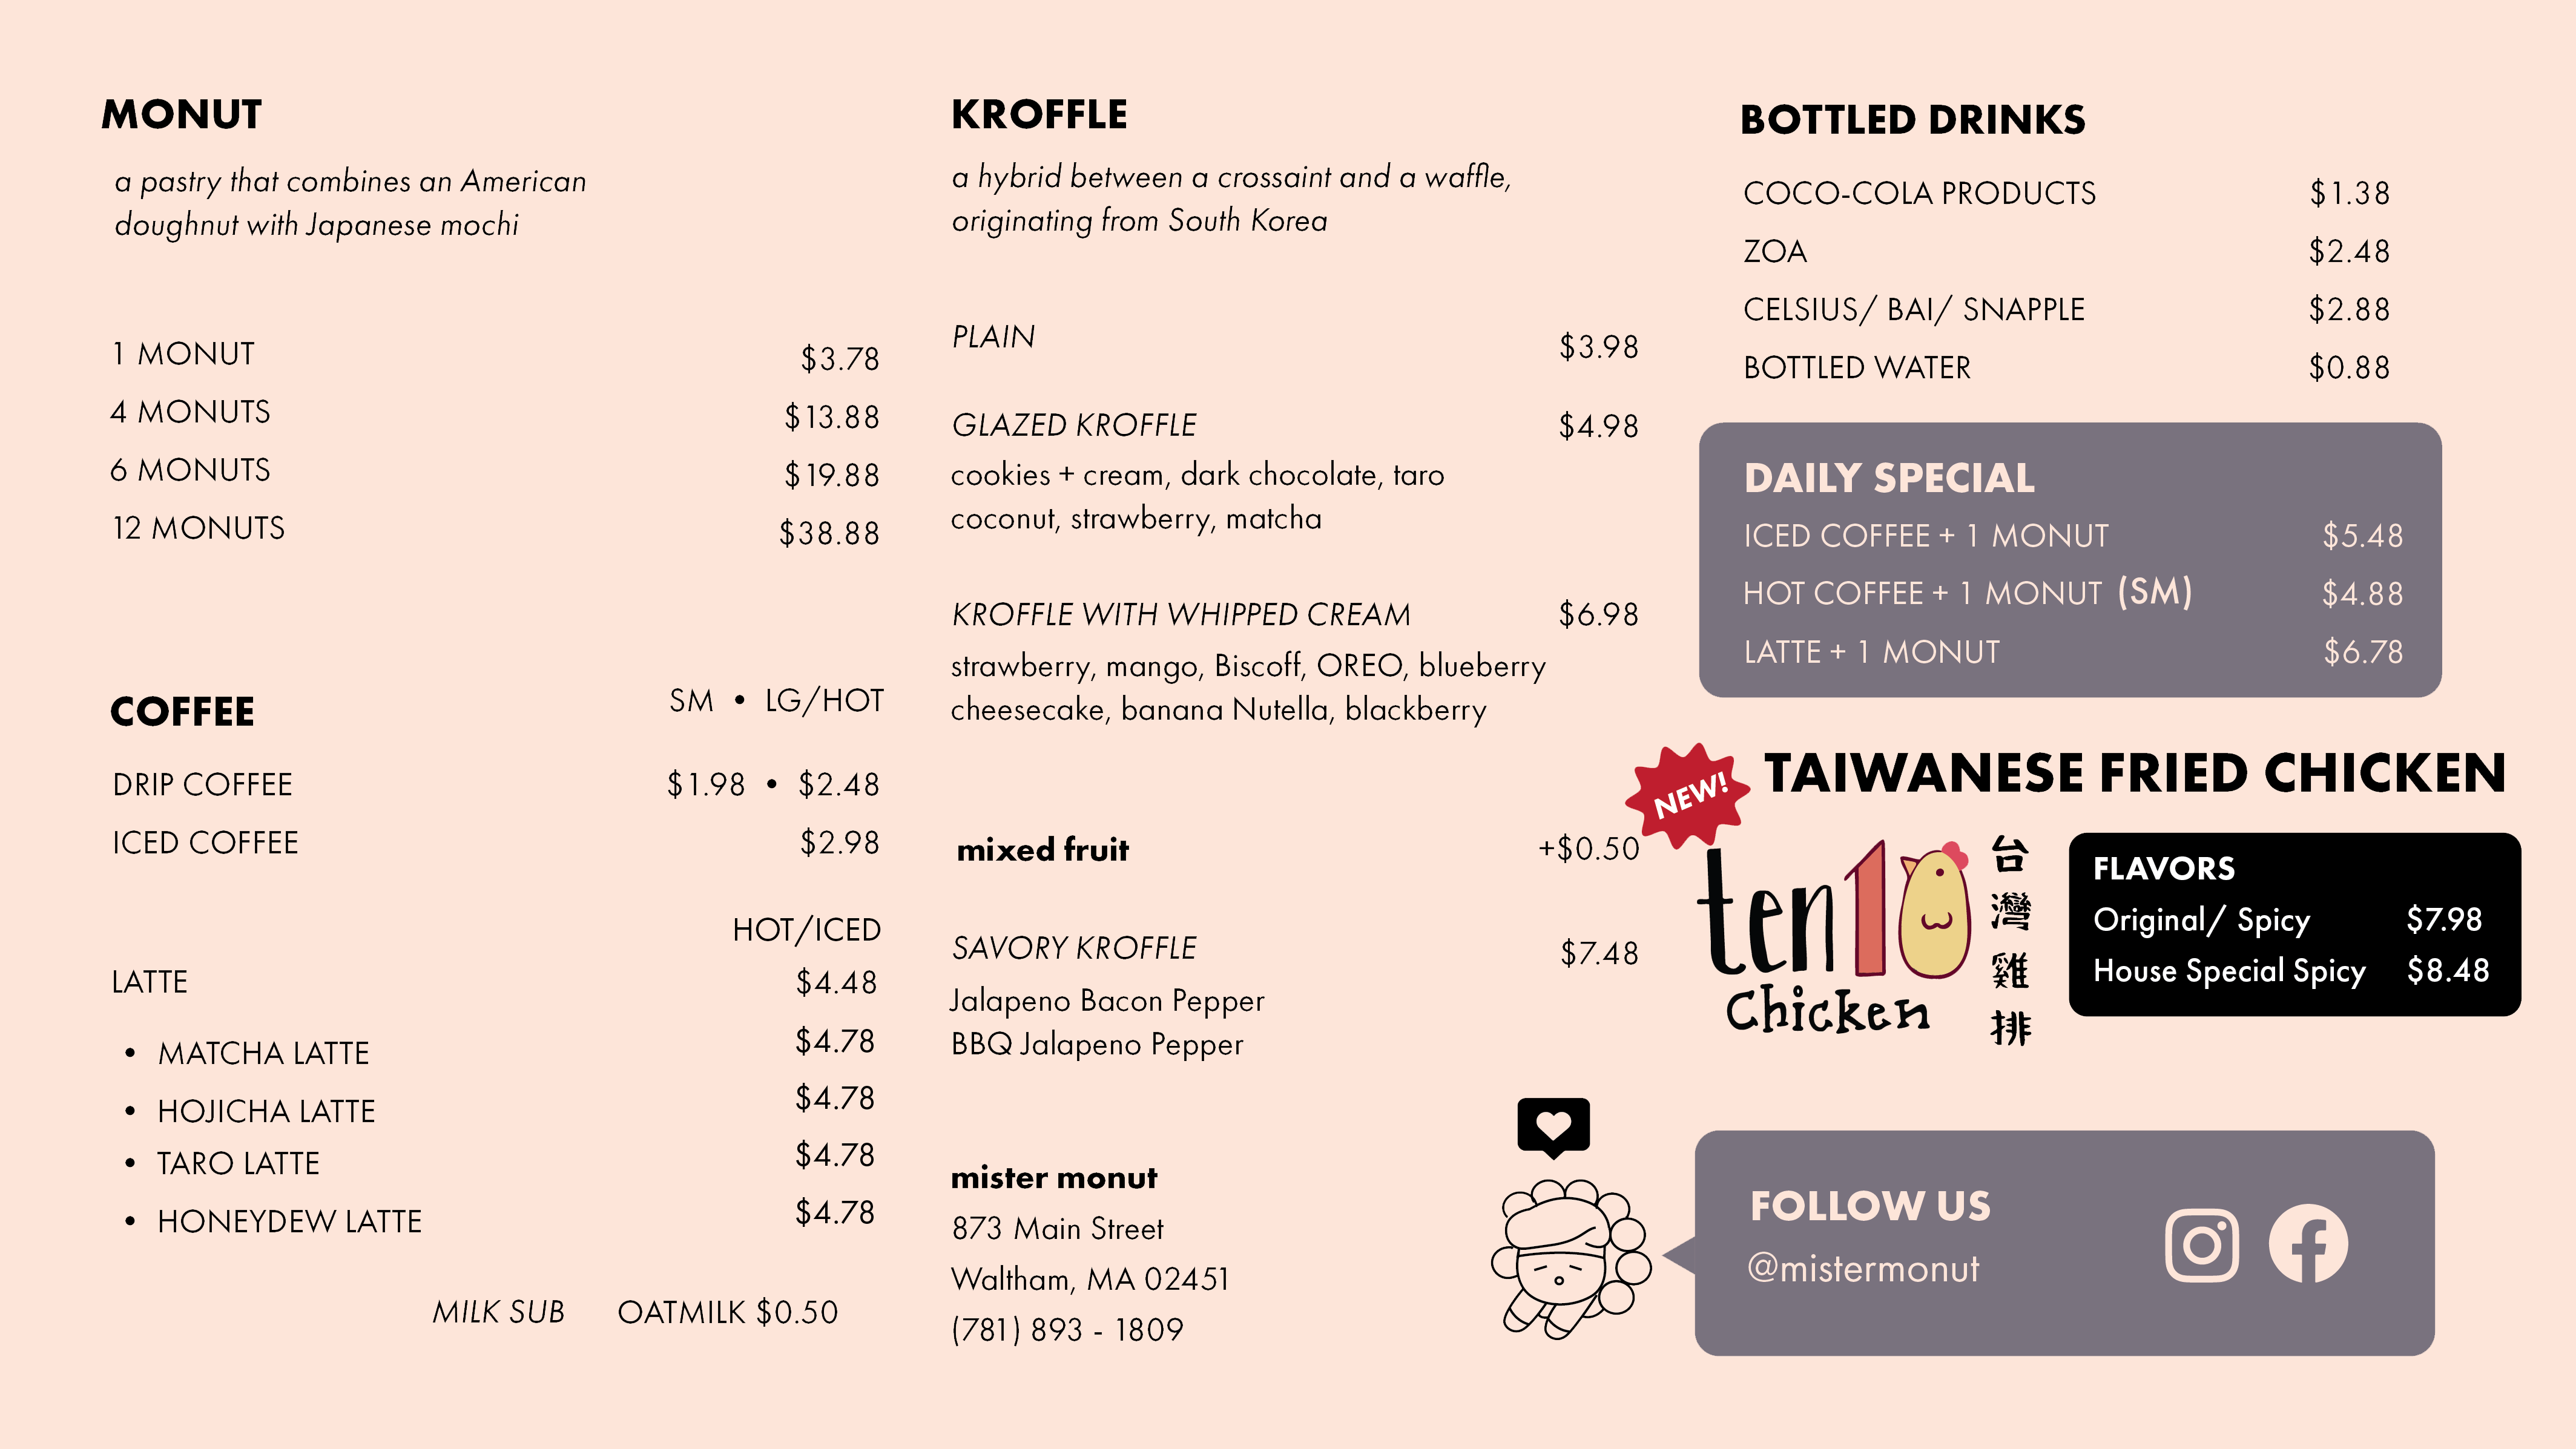 MONUT
a pastry that combines an American
doughnut with Japanese mochi
1 MONUT $3.78
4 MONUTS $13.88
6 MONUTS $19.88
12 MONUTS $38.88
COFFEE SM • LG/HOT
DRIP COFFEE $1.98 • $2.48
ICED COFFEE $2.98
HOT/ICED
LATTE $4.48
• MATCHA LATTE $4.78
• HOJICHA LATTE $4.78
• TARO LATTE $4.78
• HONEYDEW LATTE $4.78
MILK SUB OATMILK $0.50
KROFFLE
a hybrid between a crossaint and a waffle,
originating from South Korea
PLAIN $3.98
GLAZED KROFFLE $4.98
cookies + cream, dark chocolate, taro
coconut, strawberry, matcha
KROFFLE WITH WHIPPED CREAM $6.98
strawberry, mango, Biscoff, OREO, blueberry
cheesecake, banana Nutella, blackberry
mixed fruit +$0.50
SAVORY KROFFLE $7.48
Jalapeno Bacon Pepper
BBQ Jalapeno Pepper
mister monut
873 Main Street
Waltham, MA 02451
(781) 893 - 1809
BOTTLED DRINKS
COCO-COLA PRODUCTS $1.38
ZOA $2.48
CELSIUS/ BAI/ SNAPPLE $2.88
BOTTLED WATER $0.88
DAILY SPECIAL
ICED COFFEE + 1 MONUT $5.48
HOT COFFEE + 1 MONUT (SM) $4.88
LATTE + 1 MONUT $6.78
NEW!
TAIWANESE FRIED CHICKEN
ten10
Chicken
台灣雞排
FLAVORS
Original/ Spicy $7.98
House Special Spicy $8.48
FOLLOW US
@mistermonut